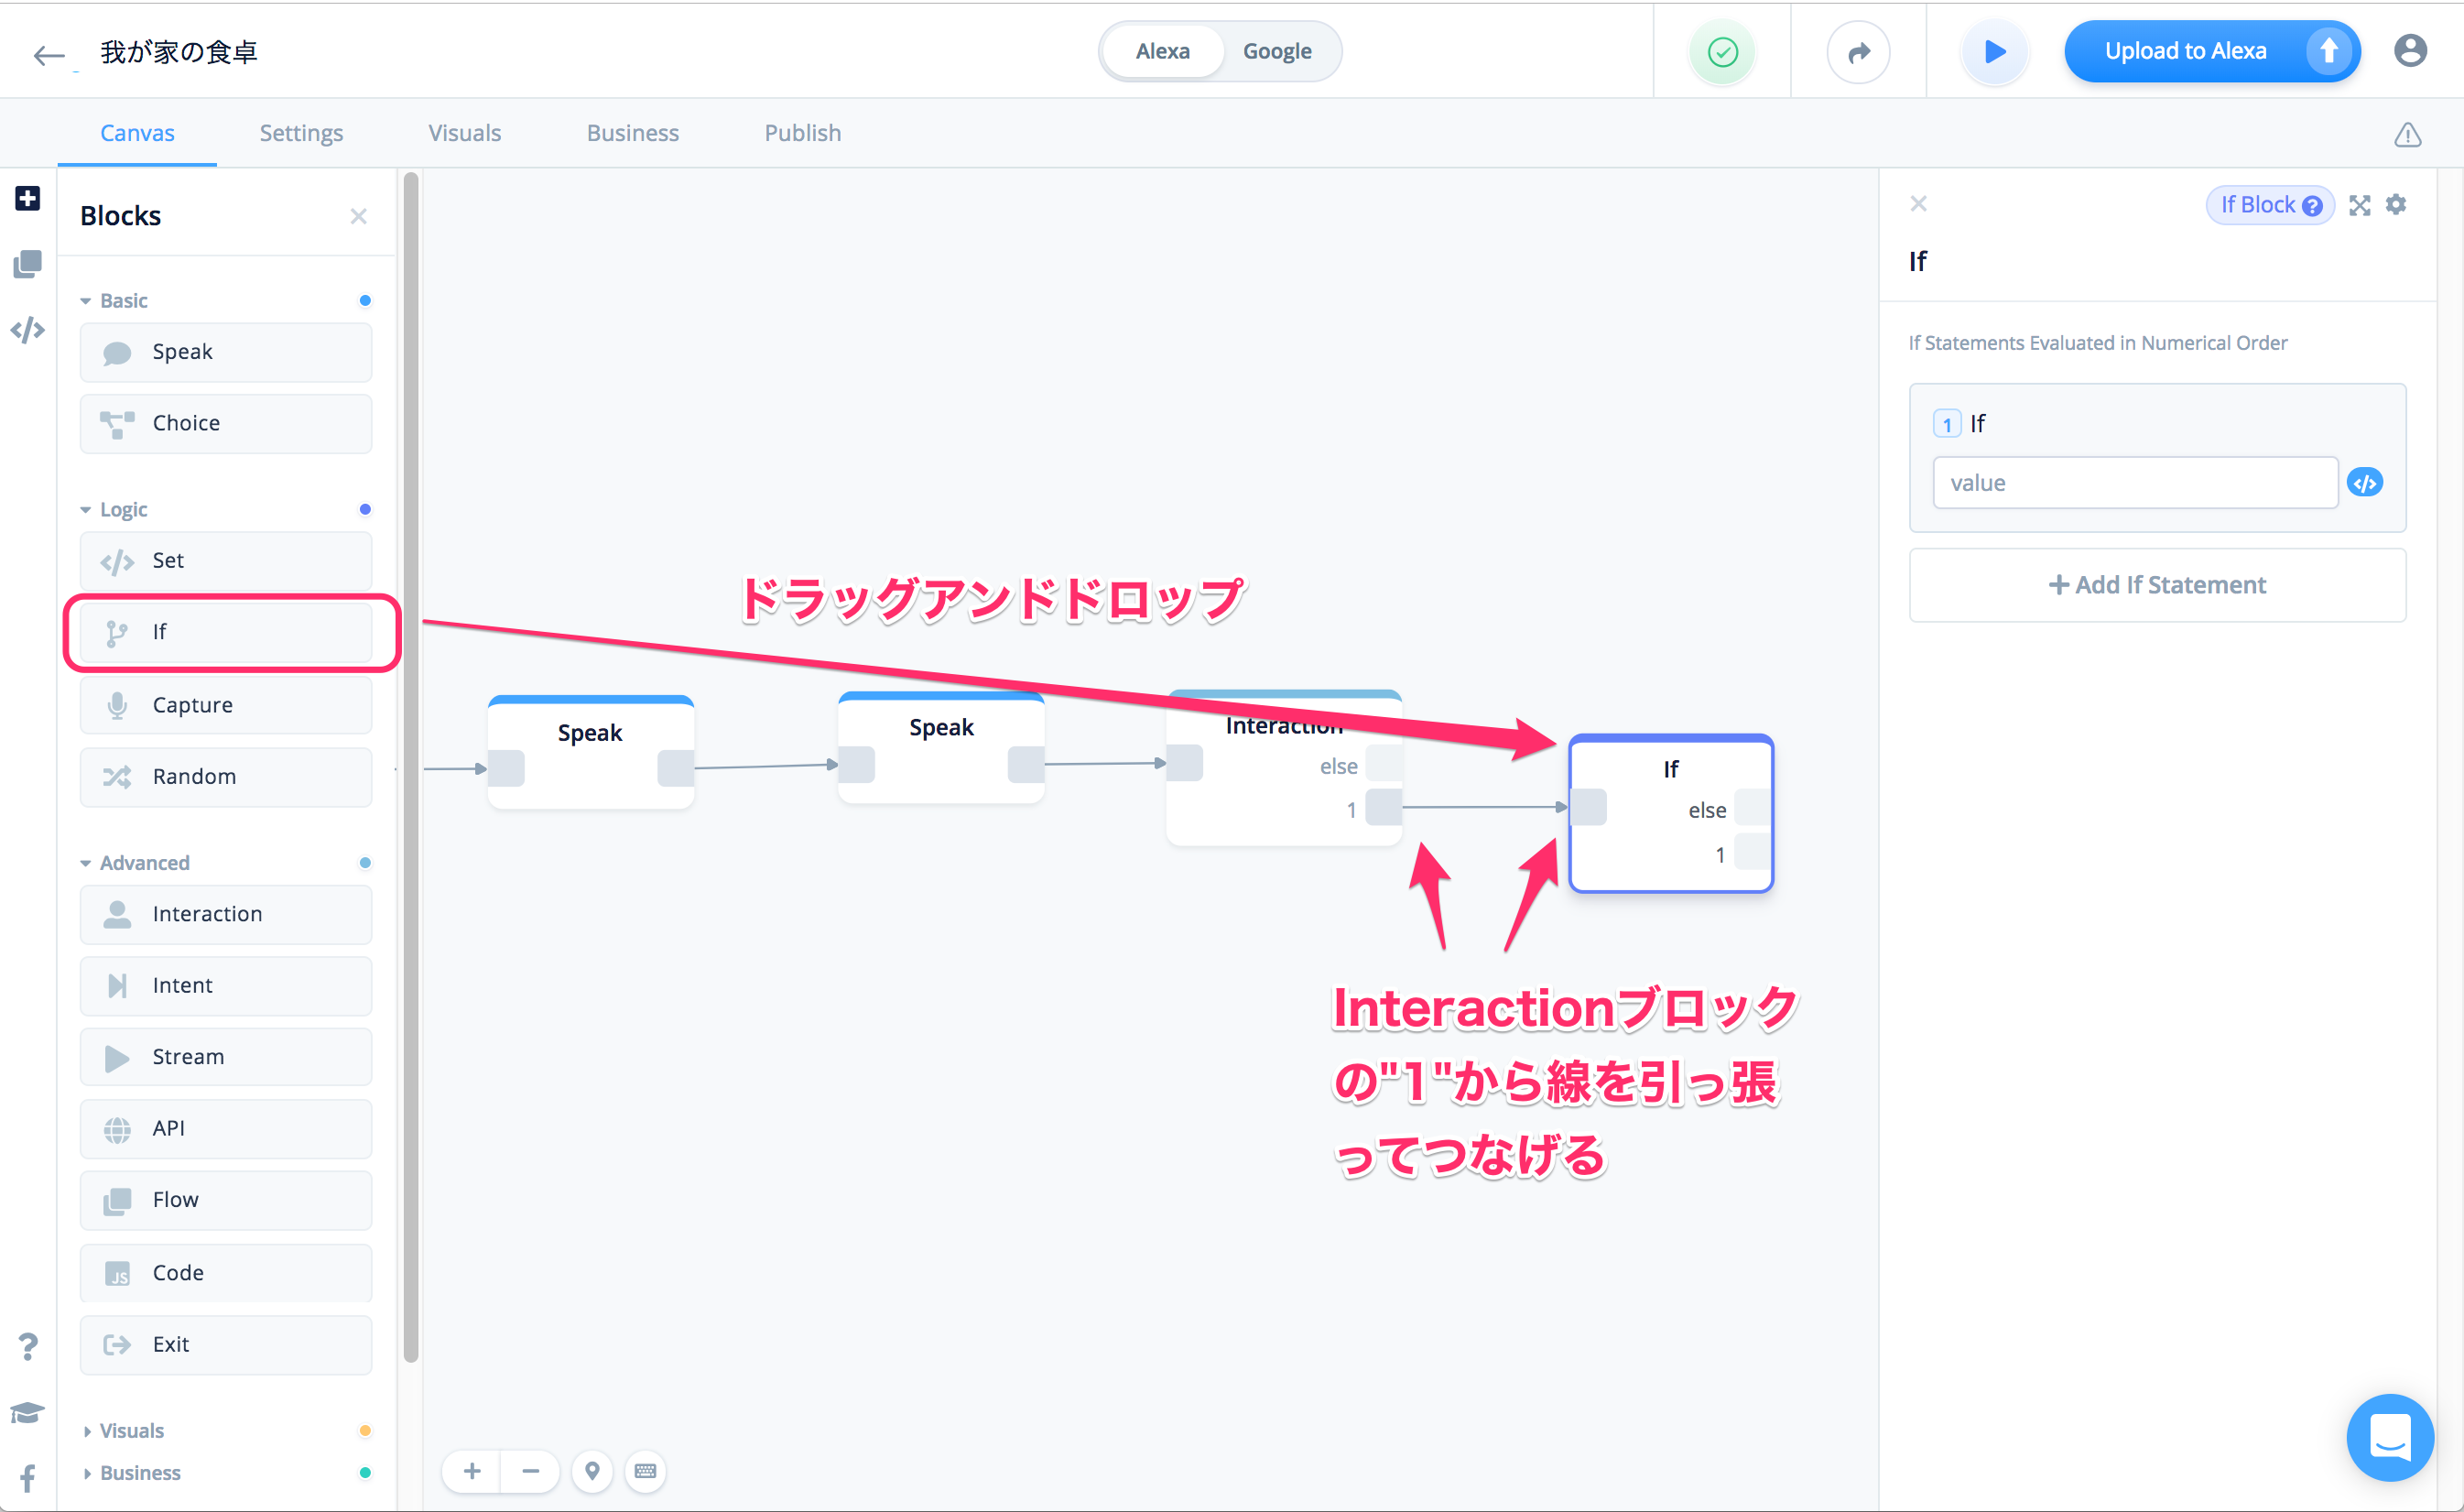 我が家の食卓
Alexa
Google
Upload to Alexa
Canvas
Settings
Visuals
Business
Publish
Blocks
Basic
Speak
Choice
Logic
Set
If
Capture
Random
Advanced
Interaction
Intent
Stream
API
Flow
JS
Code
Exit
Visuals
Business
ドラッグアンドドロップ
Speak
Speak
Interaction
else
1
If
else
1
Interactionブロック
の"1"から線を引っ張
ってつなげる
If Block ?
If
If Statements Evaluated in Numerical Order
1 If
value
Add If Statement